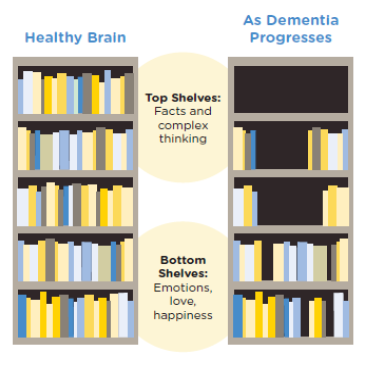 Healthy Brain
As Dementia
Progresses
Top Shelves:
Facts and
complex
thinking
Bottom
Shelves:
Emotions,
love,
happiness